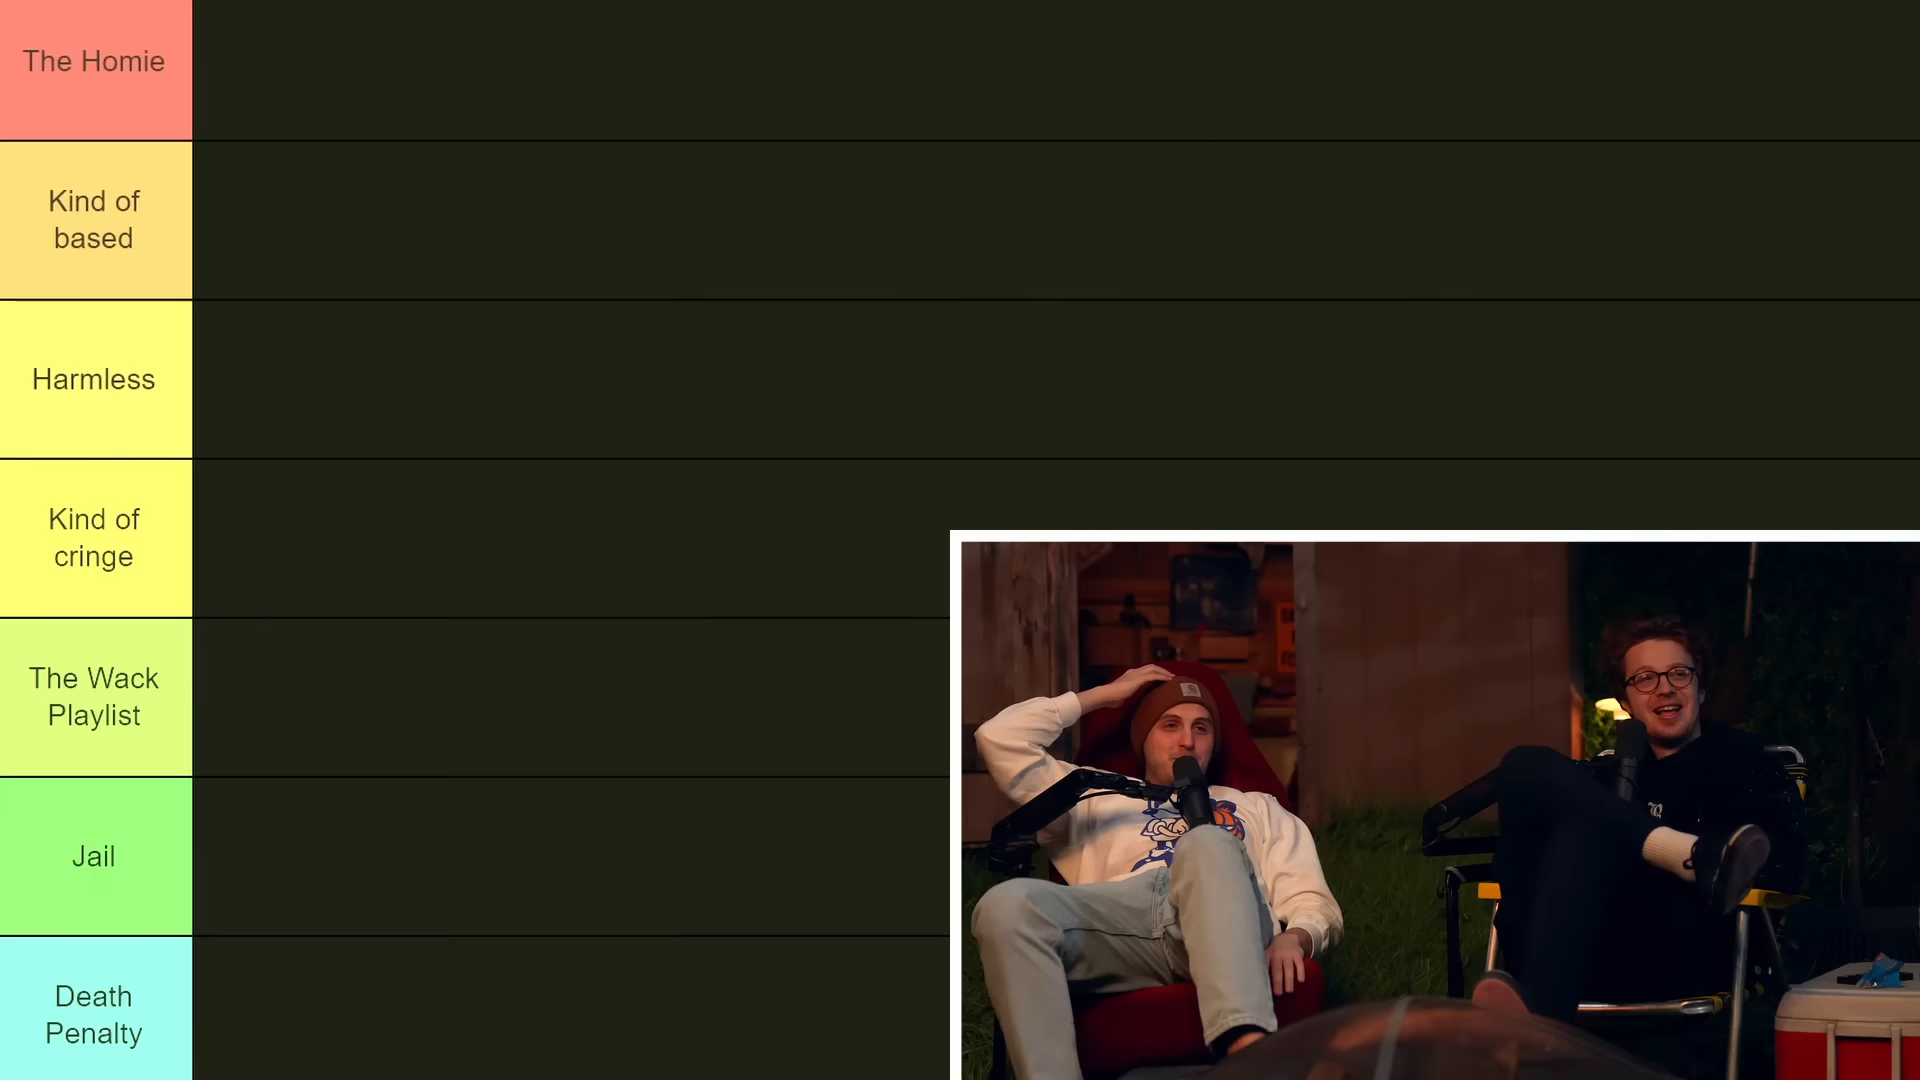 The Homie
Kind of
based
Harmless
Kind of
cringe
The Wack
Playlist
Jail
Death
Penalty